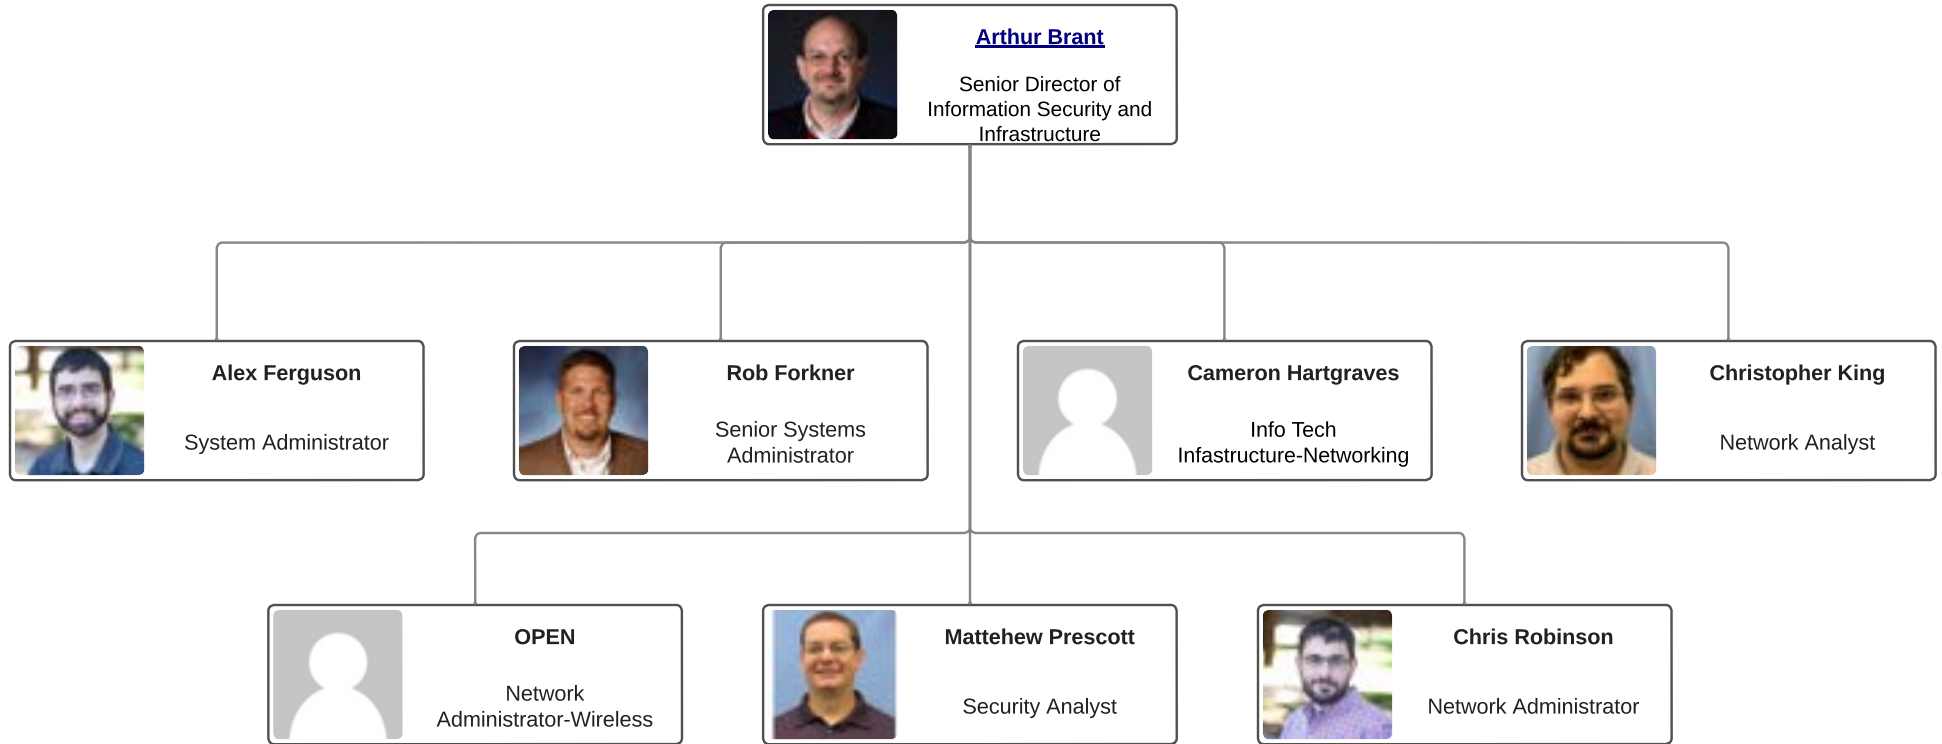 Arthur Brant
Senior Director of
Information Security and
Infrastructure
Alex Ferguson
System Administrator
Rob Forkner
Senior Systems
Administrator
Cameron Hartgraves
Info Tech
Infastructure-Networking
Christopher King
Network Analyst
OPEN
Network
Administrator-Wireless
Mattehew Prescott
Security Analyst
Chris Robinson
Network Administrator